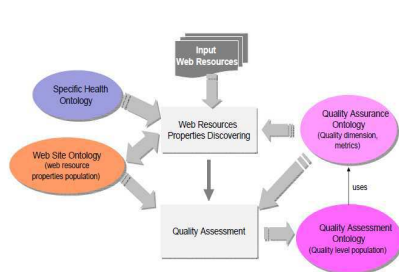 Input
Web Resources
Specific Health
Ontology
Web Resources
Properties Discovering
Quality Assurance
Ontology
(Quality dimension,
metrics)
Web Site Ontology
(web resource
properties population)
uses
Quality Assessment
Quality Assessment
Ontology
(Quality level population)